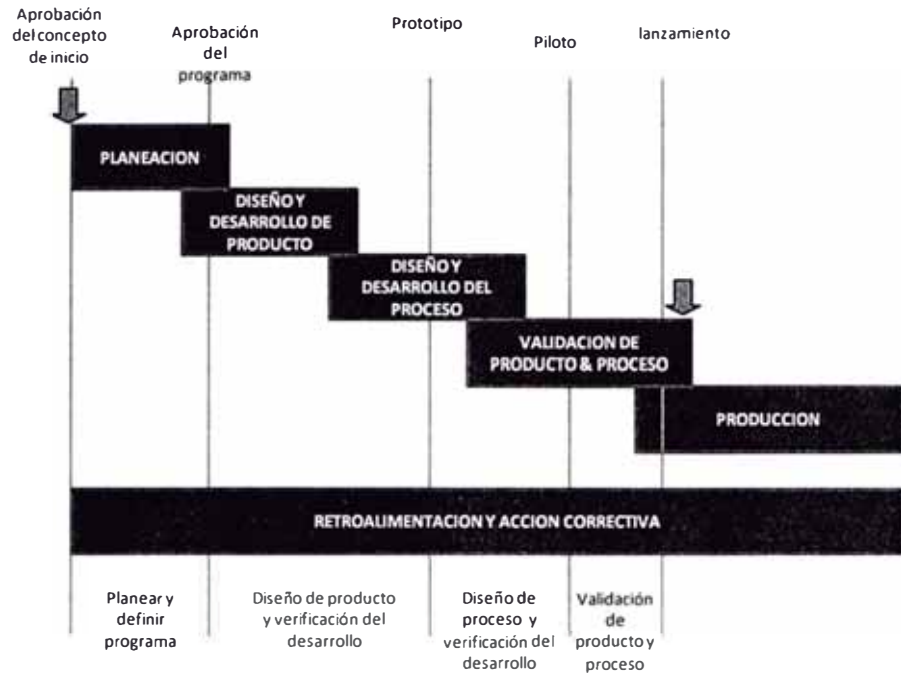 Aprobación
del concepto
de inicio
Aprobación
del
programa
Prototipo
Piloto
lanzamiento
PLANEACION
DISEÑO Y
DESARROLLO DE
PRODUCTO
DISEÑO Y
DESARROLLO DEL
PROCESO
VALIDACION DE
PRODUCTO & PROCESO
PRODUCCION
RETROALIMENTACION Y ACCION CORRECTIVA
Planear y
definir
programa
Diseño de producto
y verificación del
desarrollo
Diseño de
proceso y
verificación del
desarrollo
Validación
de
producto y
proceso